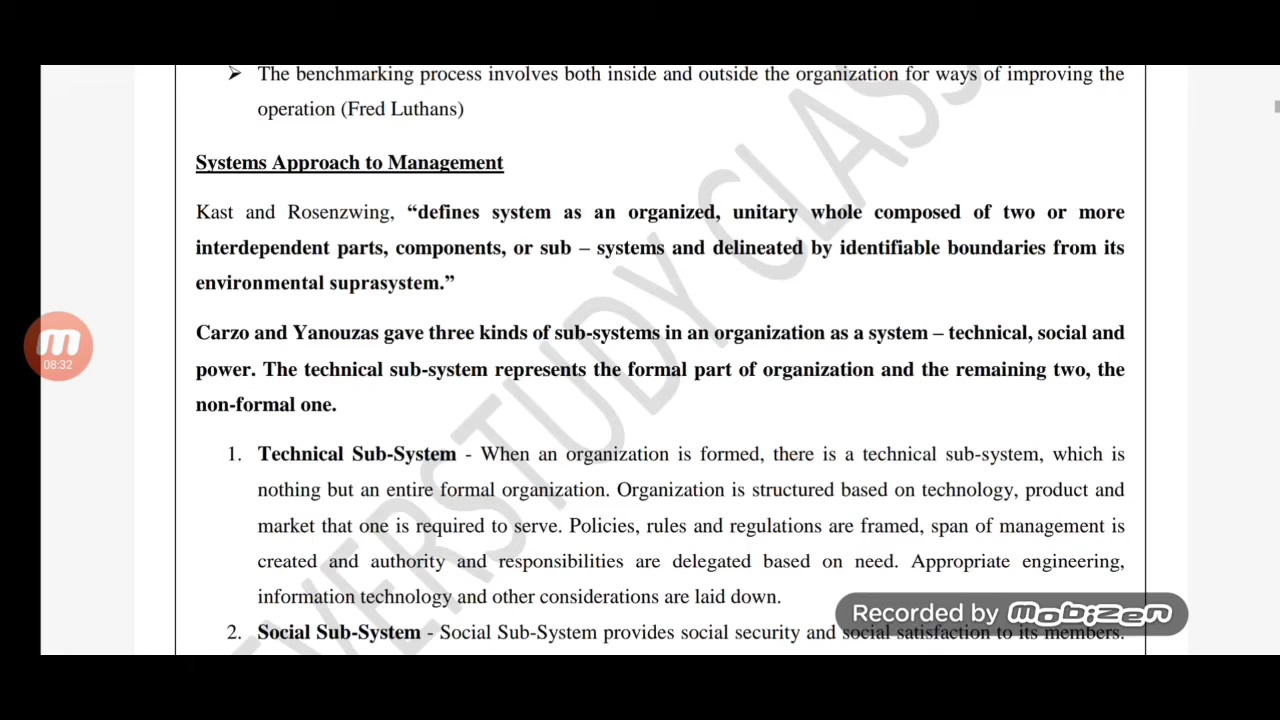 ➢ The benchmarking process involves both inside and outside the organization for ways of improving the
operation (Fred Luthans)
Systems Approach to Management
Kast and Rosenzwing, “defines system as an organized, unitary whole composed of two or more
interdependent parts, components, or sub – systems and delineated by identifiable boundaries from its
environmental suprasystem.”
Carzo and Yanouzas gave three kinds of sub-systems in an organization as a system – technical, social and
power. The technical sub-system represents the formal part of organization and the remaining two, the
non-formal one.
1. Technical Sub-System - When an organization is formed, there is a technical sub-system, which is
nothing but an entire formal organization. Organization is structured based on technology, product and
market that one is required to serve. Policies, rules and regulations are framed, span of management is
created and authority and responsibilities are delegated based on need. Appropriate engineering,
information technology and other considerations are laid down.
2. Social Sub-System - Social Sub-System provides social security and social satisfaction to its members.
VERSTUDY CLASS
08:32
Recorded by mobizen